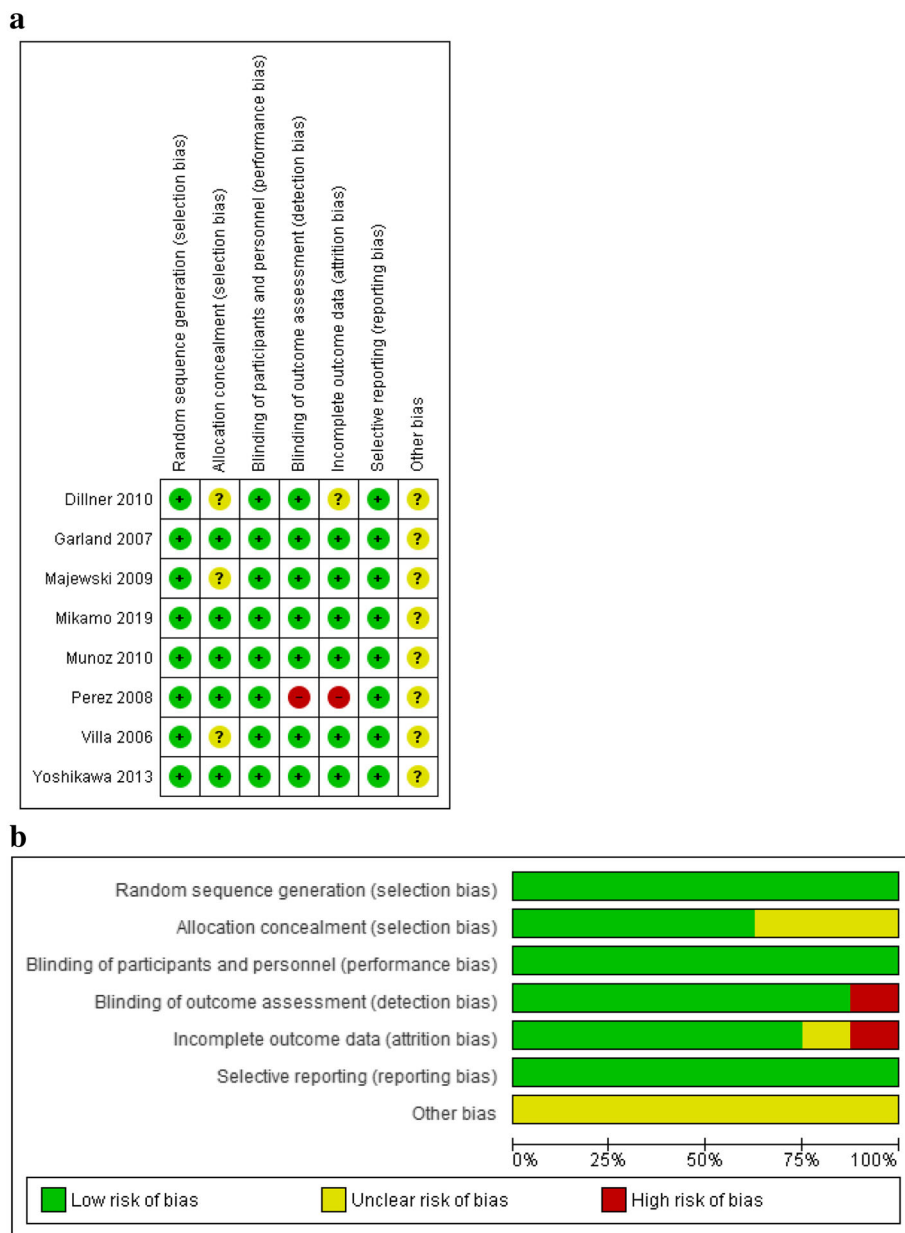 a
Random sequence generation (selection bias)
Allocation concealment (selection bias)
Blinding of participants and personnel (performance bias)
Blinding of outcome assessment (detection bias)
Incomplete outcome data (attrition bias)
Selective reporting (reporting bias)
Other bias
Dillner 2010 + ? + + ? + ?
Garland 2007 + + + + + + ?
Majewski 2009 + ? + + + + ?
Mikamo 2019 + + + + + + ?
Munoz 2010 + + + + + + ?
Perez 2008 + + + - - + ?
Villa 2006 + ? + + + + ?
Yoshikawa 2013 + + + + + + ?
b
Random sequence generation (selection bias)
Allocation concealment (selection bias)
Blinding of participants and personnel (performance bias)
Blinding of outcome assessment (detection bias)
Incomplete outcome data (attrition bias)
Selective reporting (reporting bias)
Other bias
0% 25% 50% 75% 100%
Low risk of bias Unclear risk of bias High risk of bias